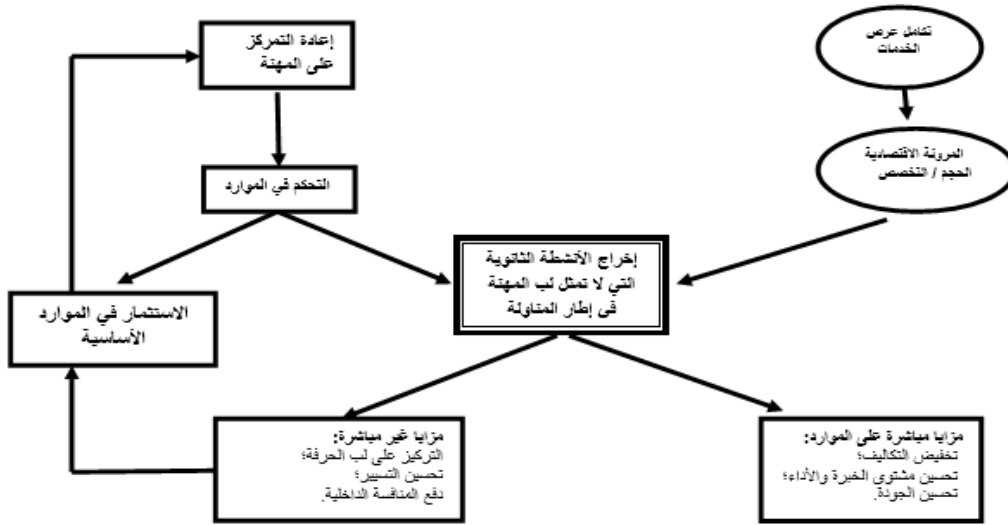 إعادة التمركز
على المهنة
تكامل عرض
الخدمات
المرونة الاقتصادية
الحجم / التخصص
التحكم في الموارد
إخراج الأنشطة الثانوية
التي لا تمثل لب المهنة
في إطار المناولة
الاستثمار في الموارد
الأساسية
مزايا غير مباشرة:
التركيز على لب الحرفة؛
تحسين التسيير؛
دفع المنافسة الداخلية.
مزايا مباشرة على الموارد:
تخفيض التكاليف؛
تحسين مشتوى الخبرة والأداء؛
تحسين الجودة.